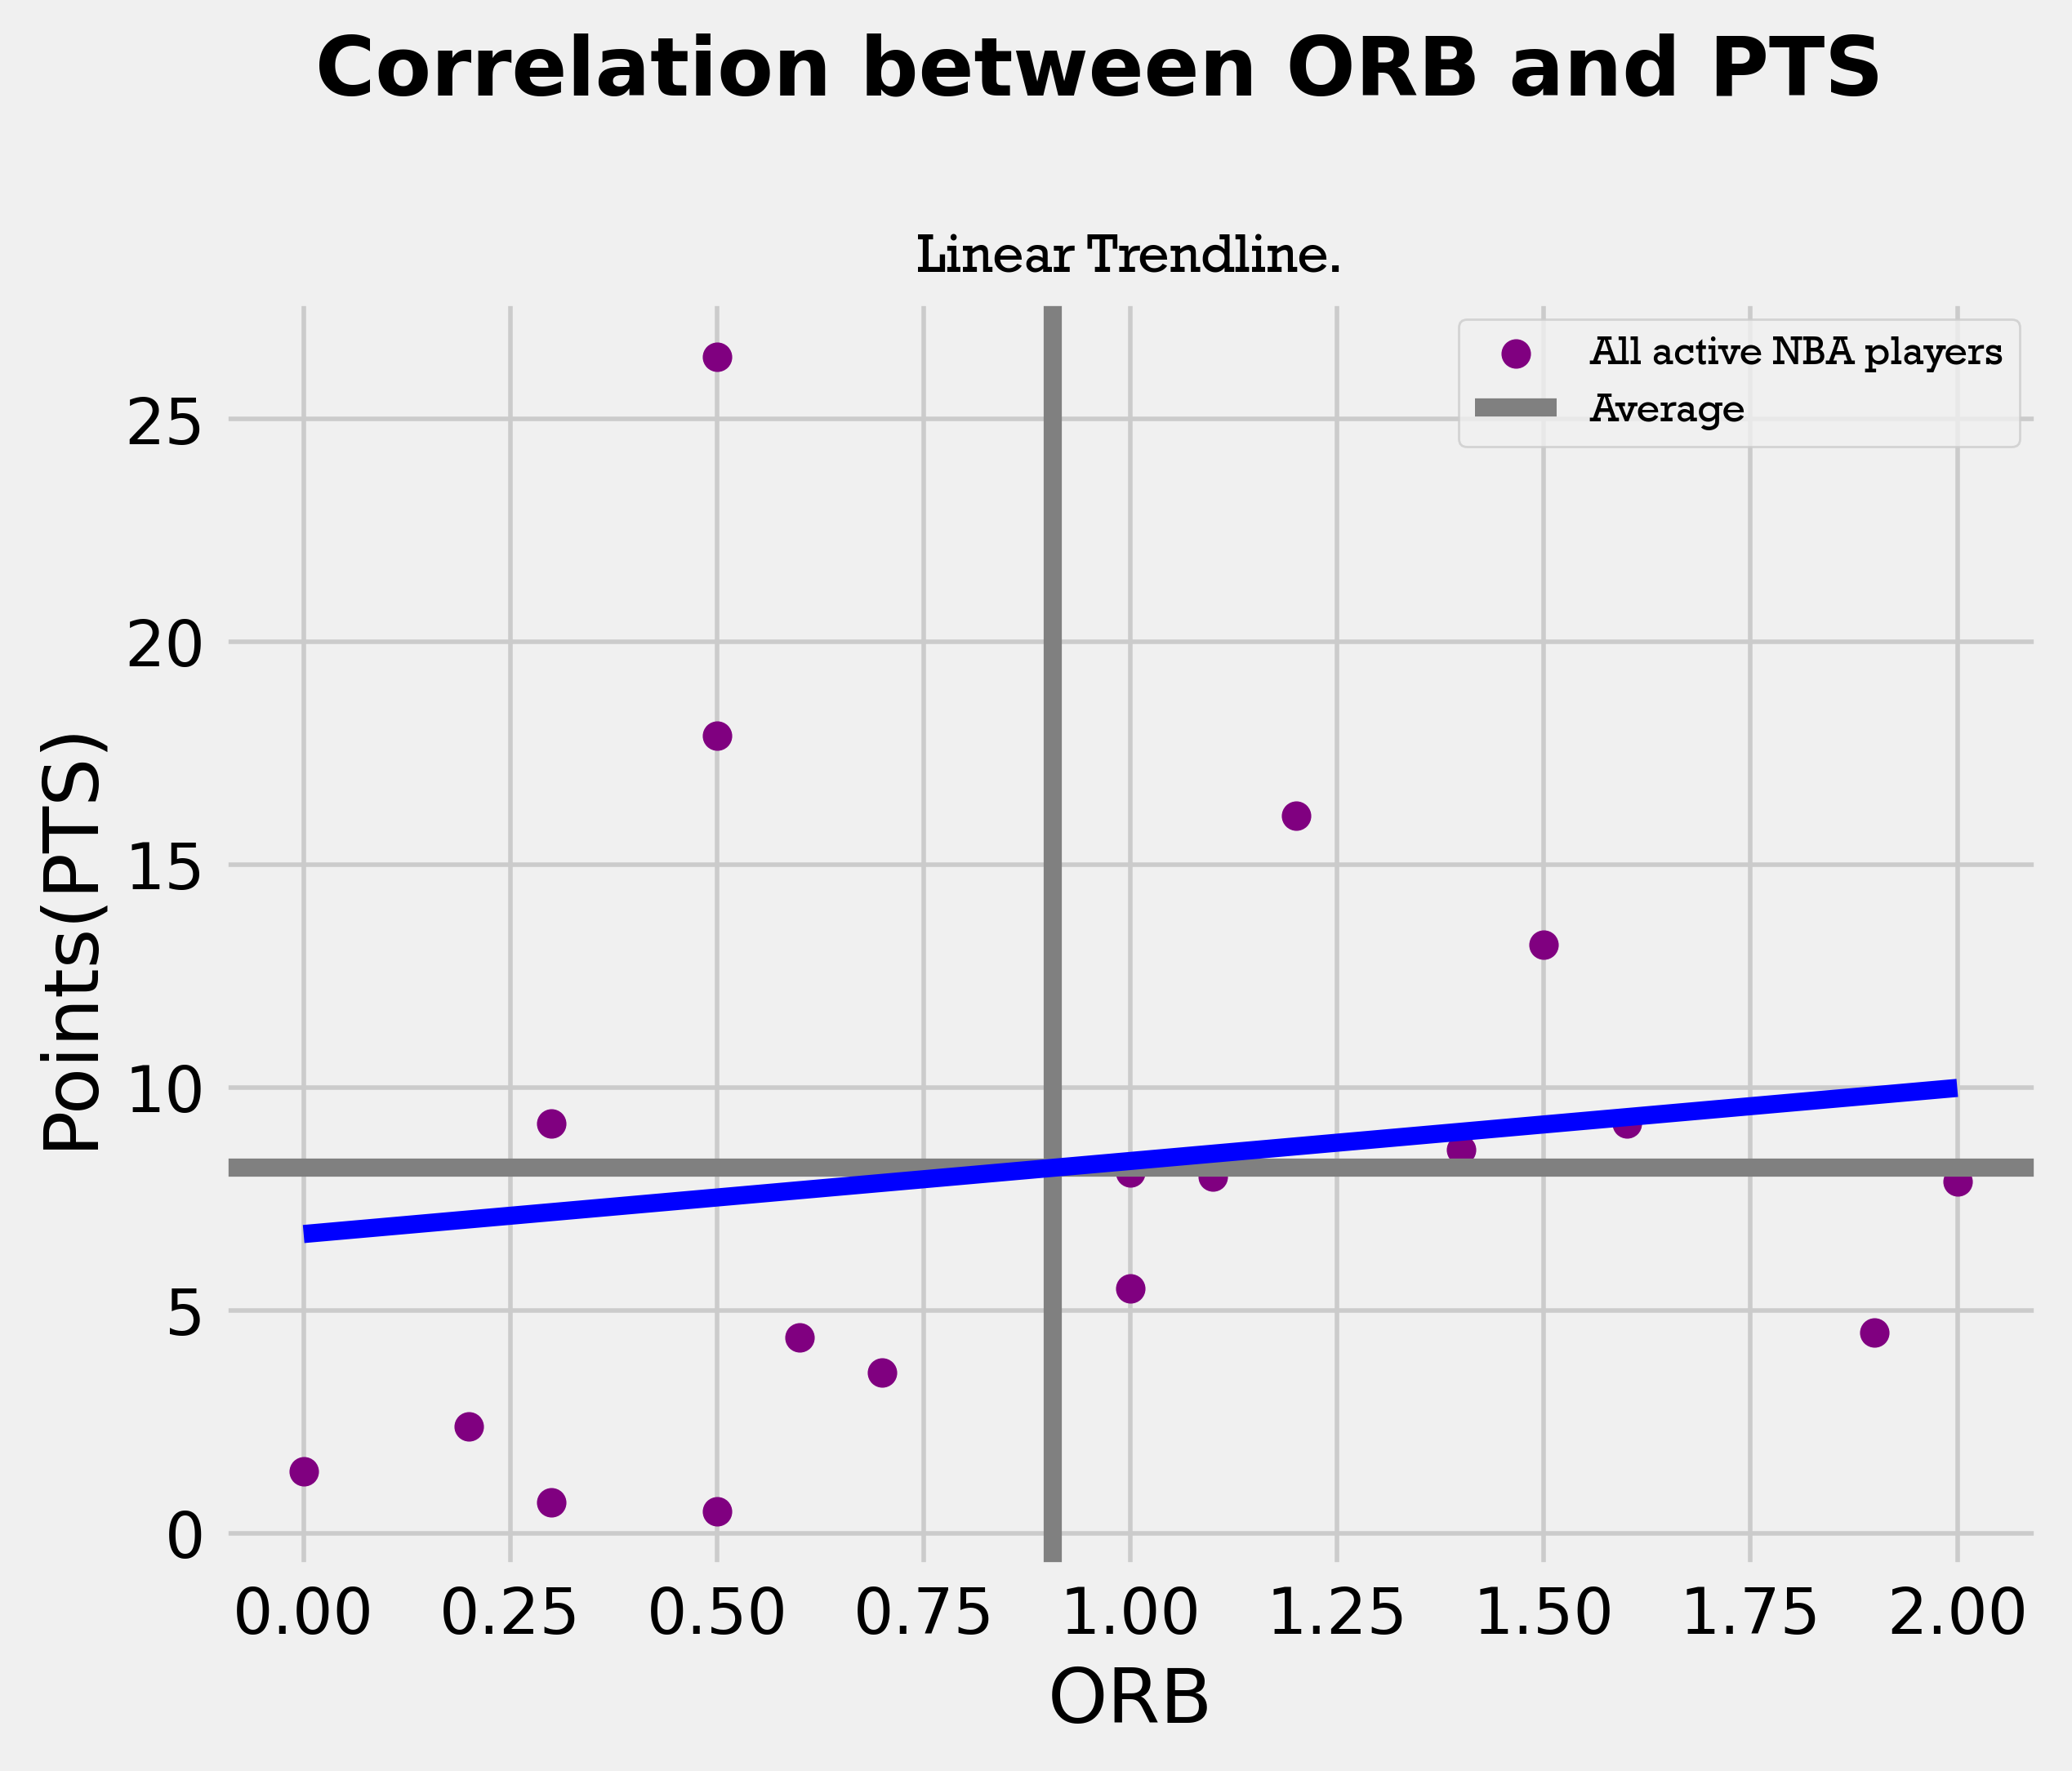 Correlation between ORB and PTS
Linear Trendline.
All active NBA players
Average
Points(PTS)
25
20
15
10
5
0
0.00 0.25 0.50 0.75 1.00 1.25 1.50 1.75 2.00
ORB